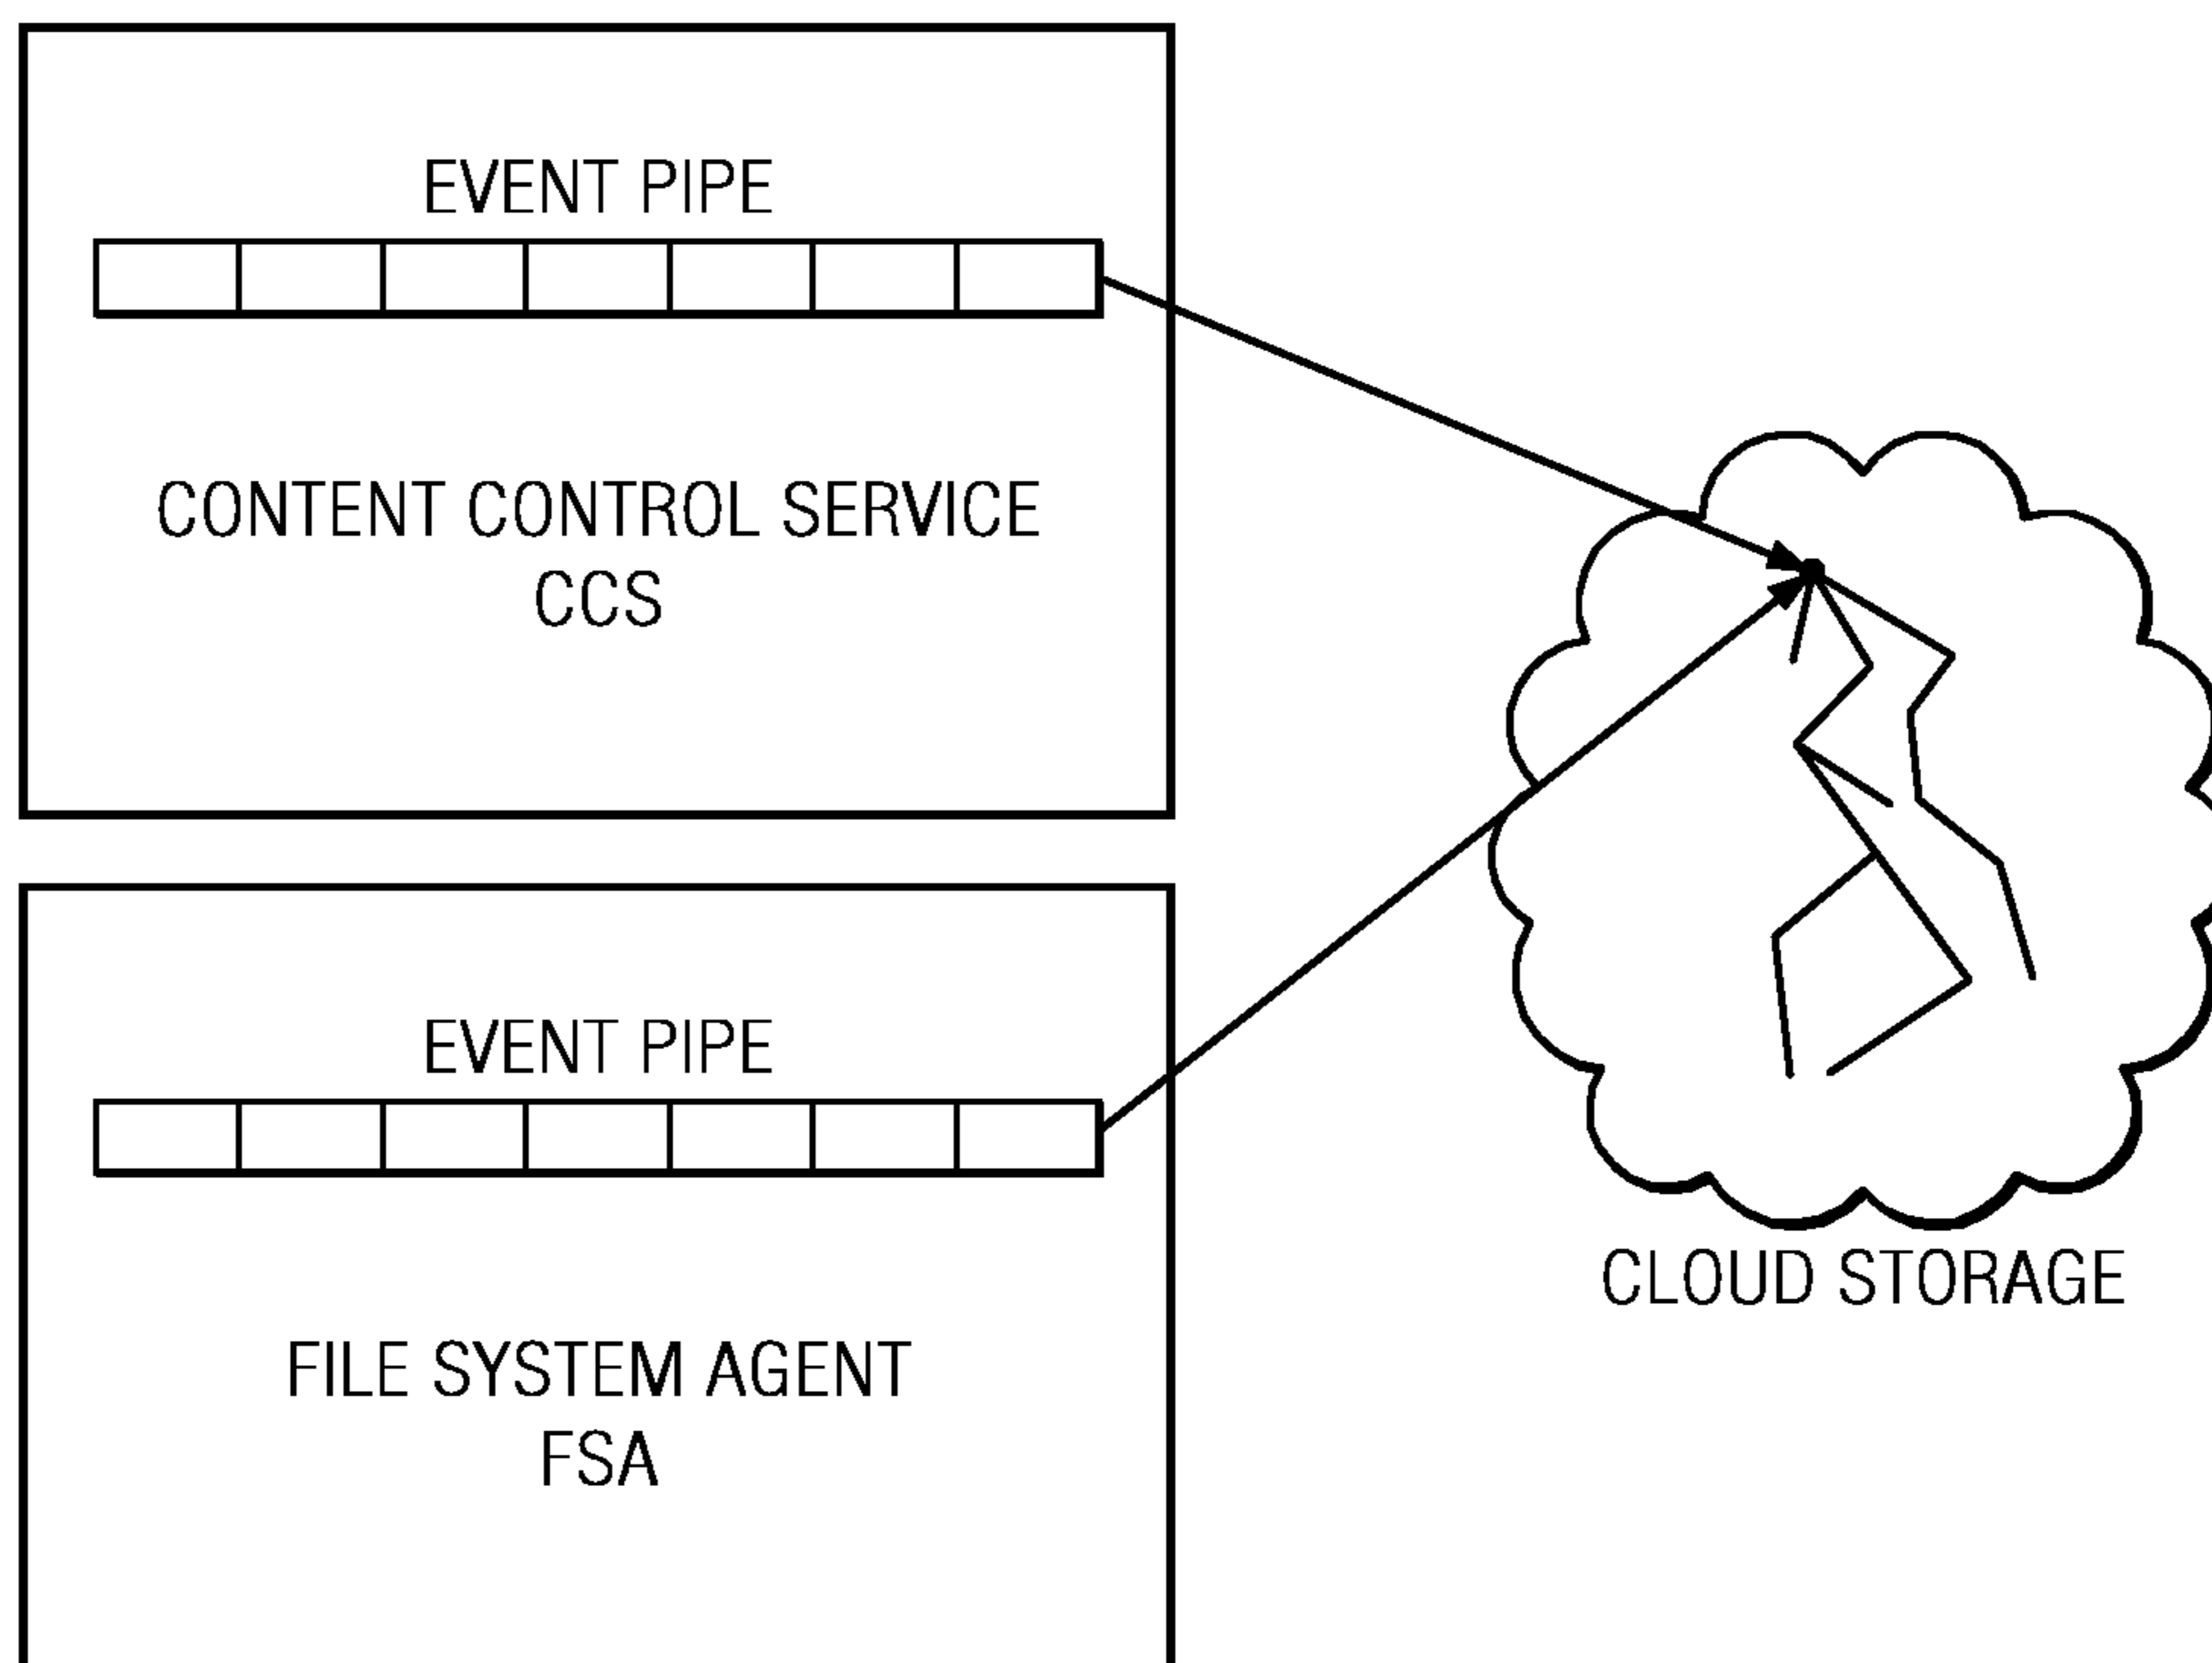 EVENT PIPE
CONTENT CONTROL SERVICE
CCS
EVENT PIPE
FILE SYSTEM AGENT
FSA
CLOUD STORAGE